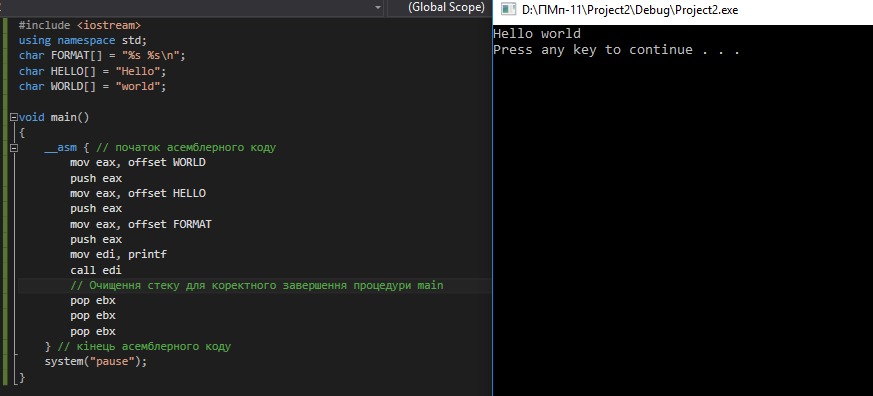 (Global Scope)
#include <iostream>
using namespace std;
char FORMAT[] = "%s %s\n";
char HELLO[] = "Hello";
char WORLD[] = "world";
void main()
{
__asm { // початок асемблерного коду
mov eax, offset WORLD
push eax
mov eax, offset HELLO
push eax
mov eax, offset FORMAT
push eax
mov edi, printf
call edi
// Очищення стеку для коректного завершення процедури main
pop ebx
pop ebx
pop ebx
} // кінець асемблерного коду
system("pause");
}
D:\ПМп-11\Project2\Debug\Project2.exe
Hello world
Press any key to continue . . .